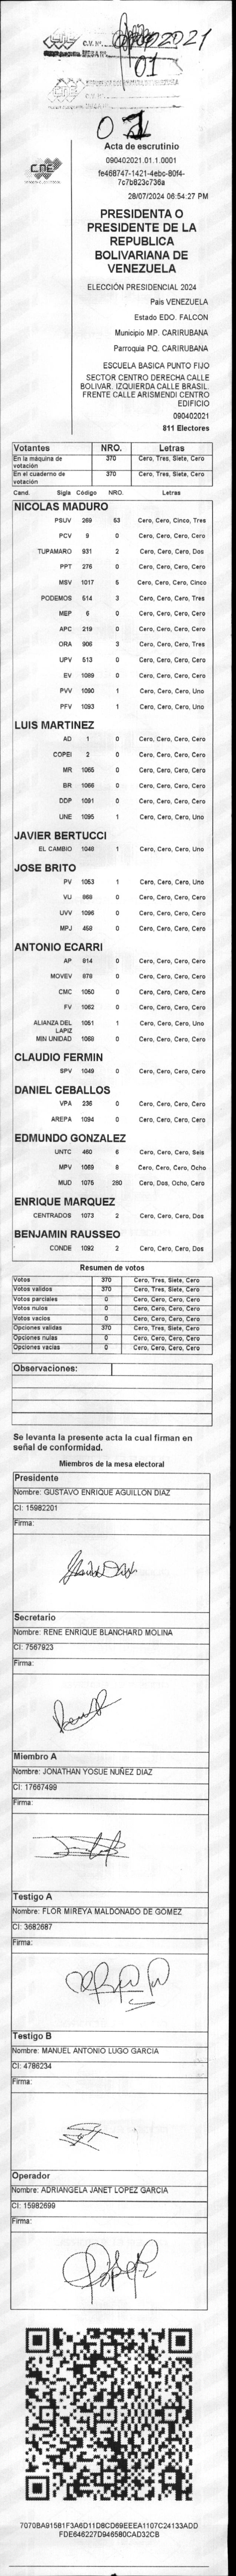 C.V. Nº.
090402021
01
01
CNE
Acta de escrutinio
090402021.01.1.0001
fe468747-1421-4ebc-80f4-
7c7b823c736a
28/07/2024 06:54:27 PM
PRESIDENTA O
PRESIDENTE DE LA
REPUBLICA
BOLIVARIANA DE
VENEZUELA
ELECCIÓN PRESIDENCIAL 2024
Pais VENEZUELA
Estado EDO. FALCON
Municipio MP. CARIRUBANA
Parroquia PQ. CARIRUBANA
ESCUELA BASICA PUNTO FIJO
SECTOR CENTRO DERECHA CALLE
BOLIVAR. IZQUIERDA CALLE BRASIL.
FRENTE CALLE ARISMENDI CENTRO
EDIFICIO
090402021
811 Electores
Votantes NRO. Letras
En la máquina de votación 370 Cero, Tres, Siete, Cero
En el cuaderno de votación 370 Cero, Tres, Siete, Cero
Cand. Sigla Código NRO. Letras
NICOLAS MADURO
PSUV 269 53 Cero, Cero, Cinco, Tres
PCV 9 0 Cero, Cero, Cero, Cero
TUPAMARO 931 2 Cero, Cero, Cero, Dos
PPT 276 0 Cero, Cero, Cero, Cero
MSV 1017 5 Cero, Cero, Cero, Cinco
PODEMOS 514 3 Cero, Cero, Cero, Tres
MEP 6 0 Cero, Cero, Cero, Cero
APC 219 0 Cero, Cero, Cero, Cero
ORA 906 3 Cero, Cero, Cero, Tres
UPV 513 0 Cero, Cero, Cero, Cero
EV 1089 0 Cero, Cero, Cero, Cero
PVV 1090 1 Cero, Cero, Cero, Uno
PFV 1093 1 Cero, Cero, Cero, Uno
LUIS MARTINEZ
AD 1 0 Cero, Cero, Cero, Cero
COPEI 2 0 Cero, Cero, Cero, Cero
MR 1065 0 Cero, Cero, Cero, Cero
BR 1066 0 Cero, Cero, Cero, Cero
DDP 1091 0 Cero, Cero, Cero, Cero
UNE 1095 1 Cero, Cero, Cero, Uno
JAVIER BERTUCCI
EL CAMBIO 1048 1 Cero, Cero, Cero, Uno
JOSE BRITO
PV 1053 1 Cero, Cero, Cero, Uno
VU 868 0 Cero, Cero, Cero, Cero
UVV 1096 0 Cero, Cero, Cero, Cero
MPJ 458 0 Cero, Cero, Cero, Cero
ANTONIO ECARRI
AP 814 0 Cero, Cero, Cero, Cero
MOVEV 878 0 Cero, Cero, Cero, Cero
CMC 1050 0 Cero, Cero, Cero, Cero
FV 1062 0 Cero, Cero, Cero, Cero
ALIANZA DEL LAPIZ 1051 1 Cero, Cero, Cero, Uno
MIN UNIDAD 1068 0 Cero, Cero, Cero, Cero
CLAUDIO FERMIN
SPV 1049 0 Cero, Cero, Cero, Cero
DANIEL CEBALLOS
VPA 236 0 Cero, Cero, Cero, Cero
AREPA 1094 0 Cero, Cero, Cero, Cero
EDMUNDO GONZALEZ
UNTC 460 6 Cero, Cero, Cero, Seis
MPV 1069 8 Cero, Cero, Cero, Ocho
MUD 1075 280 Cero, Dos, Ocho, Cero
ENRIQUE MARQUEZ
CENTRADOS 1073 2 Cero, Cero, Cero, Dos
BENJAMIN RAUSSEO
CONDE 1092 2 Cero, Cero, Cero, Dos
Resumen de votos
Votos 370 Cero, Tres, Siete, Cero
Votos validos 370 Cero, Tres, Siete, Cero
Votos parciales 0 Cero, Cero, Cero, Cero
Votos nulos 0 Cero, Cero, Cero, Cero
Votos vacios 0 Cero, Cero, Cero, Cero
Opciones validas 370 Cero, Tres, Siete, Cero
Opciones nulas 0 Cero, Cero, Cero, Cero
Opciones vacias 0 Cero, Cero, Cero, Cero
Observaciones:
Se levanta la presente acta la cual firman en
señal de conformidad.
Miembros de la mesa electoral
Presidente
Nombre: GUSTAVO ENRIQUE AGUILLON DIAZ
CI: 15982201
Firma:
Secretario
Nombre: RENE ENRIQUE BLANCHARD MOLINA
CI: 7567923
Firma:
Miembro A
Nombre: JONATHAN YOSUE NUÑEZ DIAZ
CI: 17667499
Firma:
Testigo A
Nombre: FLOR MIREYA MALDONADO DE GOMEZ
CI: 3682687
Firma:
Testigo B
Nombre: MANUEL ANTONIO LUGO GARCIA
CI: 4786234
Firma:
Operador
Nombre: ADRIANGELA JANET LOPEZ GARCIA
CI: 15982699
Firma:
7070BA91581F3A6D11D8CD69EEEA1107C24133ADD
FDE646227D946580CAD32CB